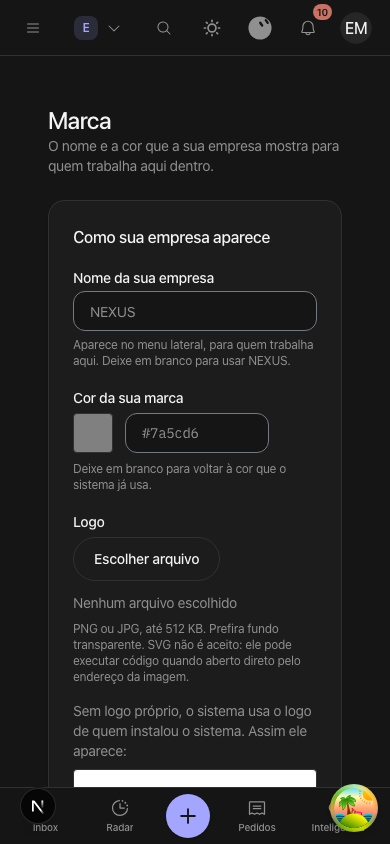 E
10
EM
Marca
O nome e a cor que a sua empresa mostra para
quem trabalha aqui dentro.
Como sua empresa aparece
Nome da sua empresa
NEXUS
Aparece no menu lateral, para quem trabalha
aqui. Deixe em branco para usar NEXUS.
Cor da sua marca
#7a5cd6
Deixe em branco para voltar à cor que o
sistema já usa.
Logo
Escolher arquivo
Nenhum arquivo escolhido
PNG ou JPG, até 512 KB. Prefira fundo
transparente. SVG não é aceito: ele pode
executar código quando aberto direto pelo
endereço da imagem.
Sem logo próprio, o sistema usa o logo
de quem instalou o sistema. Assim ele
aparece:
N
Inbox
Radar
Pedidos